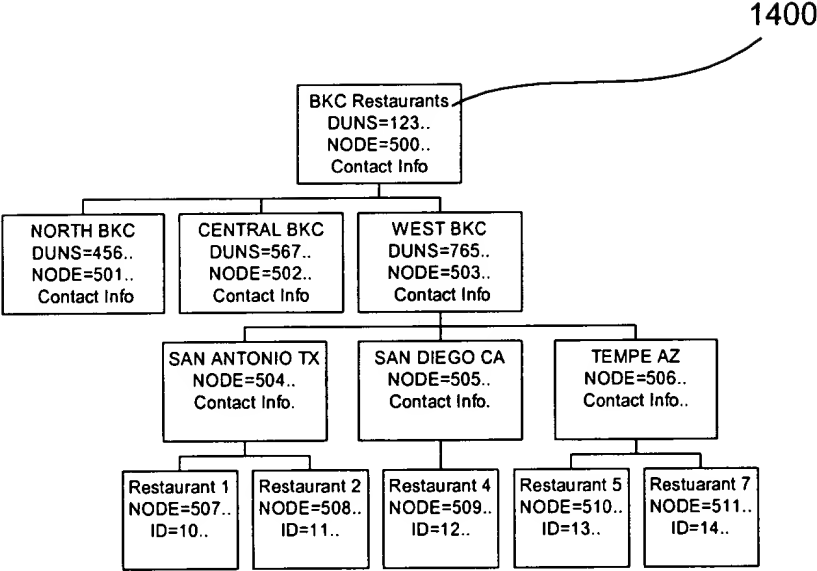 1400
BKC Restaurants
DUNS=123..
NODE=500..
Contact Info
NORTH BKC
DUNS=456..
NODE=501..
Contact Info
CENTRAL BKC
DUNS=567..
NODE=502..
Contact Info
WEST BKC
DUNS=765..
NODE=503..
Contact Info
SAN ANTONIO TX
NODE=504..
Contact Info.
SAN DIEGO CA
NODE=505..
Contact Info.
TEMPE AZ
NODE=506..
Contact Info..
Restaurant 1
NODE=507..
ID=10..
Restaurant 2
NODE=508..
ID=11..
Restaurant 4
NODE=509..
ID=12..
Restaurant 5
NODE=510..
ID=13..
Restuarant 7
NODE=511..
ID=14..